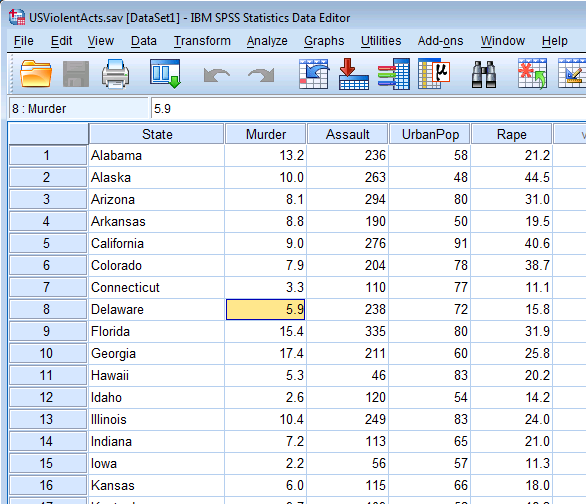 USViolentActs.sav [DataSet1] - IBM SPSS Statistics Data Editor
File Edit View Data Transform Analyze Graphs Utilities Add-ons Window Help
8 : Murder 5.9
State Murder Assault UrbanPop Rape
1 Alabama 13.2 236 58 21.2
2 Alaska 10.0 263 48 44.5
3 Arizona 8.1 294 80 31.0
4 Arkansas 8.8 190 50 19.5
5 California 9.0 276 91 40.6
6 Colorado 7.9 204 78 38.7
7 Connecticut 3.3 110 77 11.1
8 Delaware 5.9 238 72 15.8
9 Florida 15.4 335 80 31.9
10 Georgia 17.4 211 60 25.8
11 Hawaii 5.3 46 83 20.2
12 Idaho 2.6 120 54 14.2
13 Illinois 10.4 249 83 24.0
14 Indiana 7.2 113 65 21.0
15 Iowa 2.2 56 57 11.3
16 Kansas 6.0 115 66 18.0